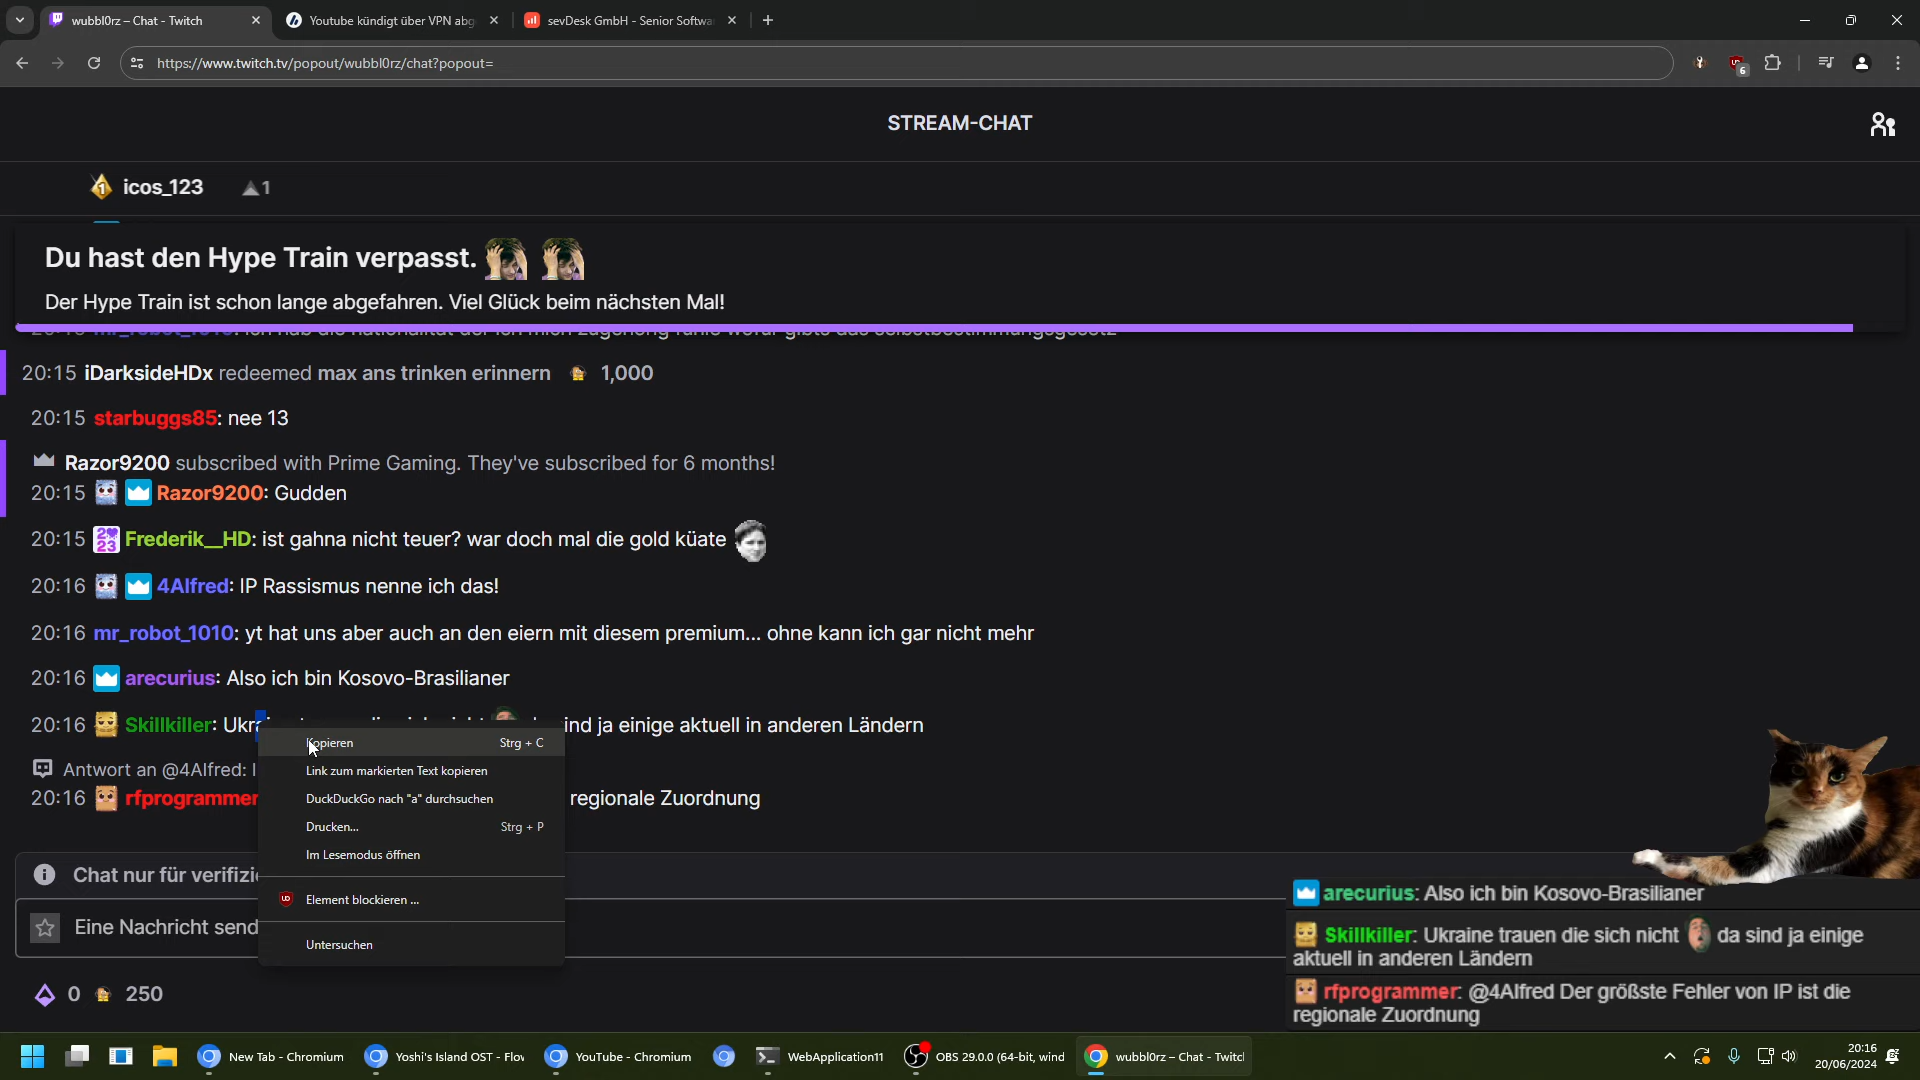 wubbl0rz – Chat - Twitch
Youtube kündigt über VPN abg
sevDesk GmbH - Senior Softwa
https://www.twitch.tv/popout/wubbl0rz/chat?popout=
6
STREAM-CHAT
1 icos_123 1
Du hast den Hype Train verpasst.
Der Hype Train ist schon lange abgefahren. Viel Glück beim nächsten Mal!
20:15 iDarksideHDx redeemed max ans trinken erinnern 1,000
20:15 starbuggs85: nee 13
Razor9200 subscribed with Prime Gaming. They've subscribed for 6 months!
20:15 Razor9200: Gudden
20:15 Frederik__HD: ist gahna nicht teuer? war doch mal die gold küate
20:16 4Alfred: IP Rassismus nenne ich das!
20:16 mr_robot_1010: yt hat uns aber auch an den eiern mit diesem premium... ohne kann ich gar nicht mehr
20:16 arecurius: Also ich bin Kosovo-Brasilianer
20:16 Skillkiller: ja einige aktuell in anderen Ländern
Antwort an @4Alfred:
20:16 rfprogrammer regionale Zuordnung
Kopieren Strg + C
Link zum markierten Text kopieren
DuckDuckGo nach "a" durchsuchen
Drucken... Strg + P
Im Lesemodus öffnen
Element blockieren ...
Untersuchen
Chat nur für
Eine Nachricht
0 250
arecurius: Also ich bin Kosovo-Brasilianer
Skillkiller: Ukraine trauen die sich nicht da sind ja einige
aktuell in anderen Ländern
rfprogrammer: @4Alfred Der größste Fehler von IP ist die
regionale Zuordnung
New Tab - Chromium
Yoshi's Island OST - Flow
YouTube - Chromium
WebApplication11
OBS 29.0.0 (64-bit, wind
wubbl0rz – Chat - Twitch
20:16
20/06/2024